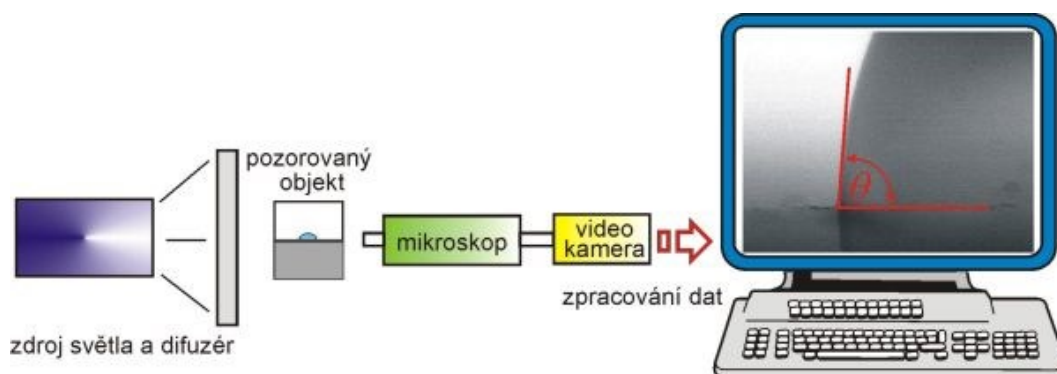 pozorovaný
objekt
mikroskop
video
kamera
θ
zpracování dat
zdroj světla a difuzér